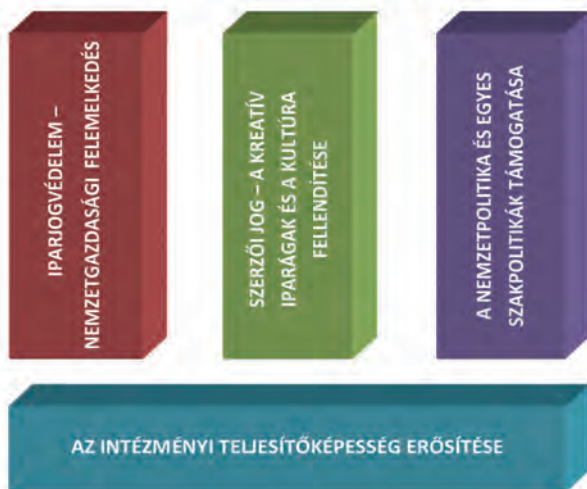 IPARJOGVÉDELEM –
NEMZETGAZDASÁGI FELEMELKEDÉS
SZERZŐI JOG – A KREATÍV
IPARÁGAK ÉS A KULTÚRA
FELLENDÍTÉSE
A NEMZETPOLITIKA ÉS EGYES
SZAKPOLITIKÁK TÁMOGATÁSA
AZ INTÉZMÉNYI TELJESÍTŐKÉPESSÉG ERŐSÍTÉSE